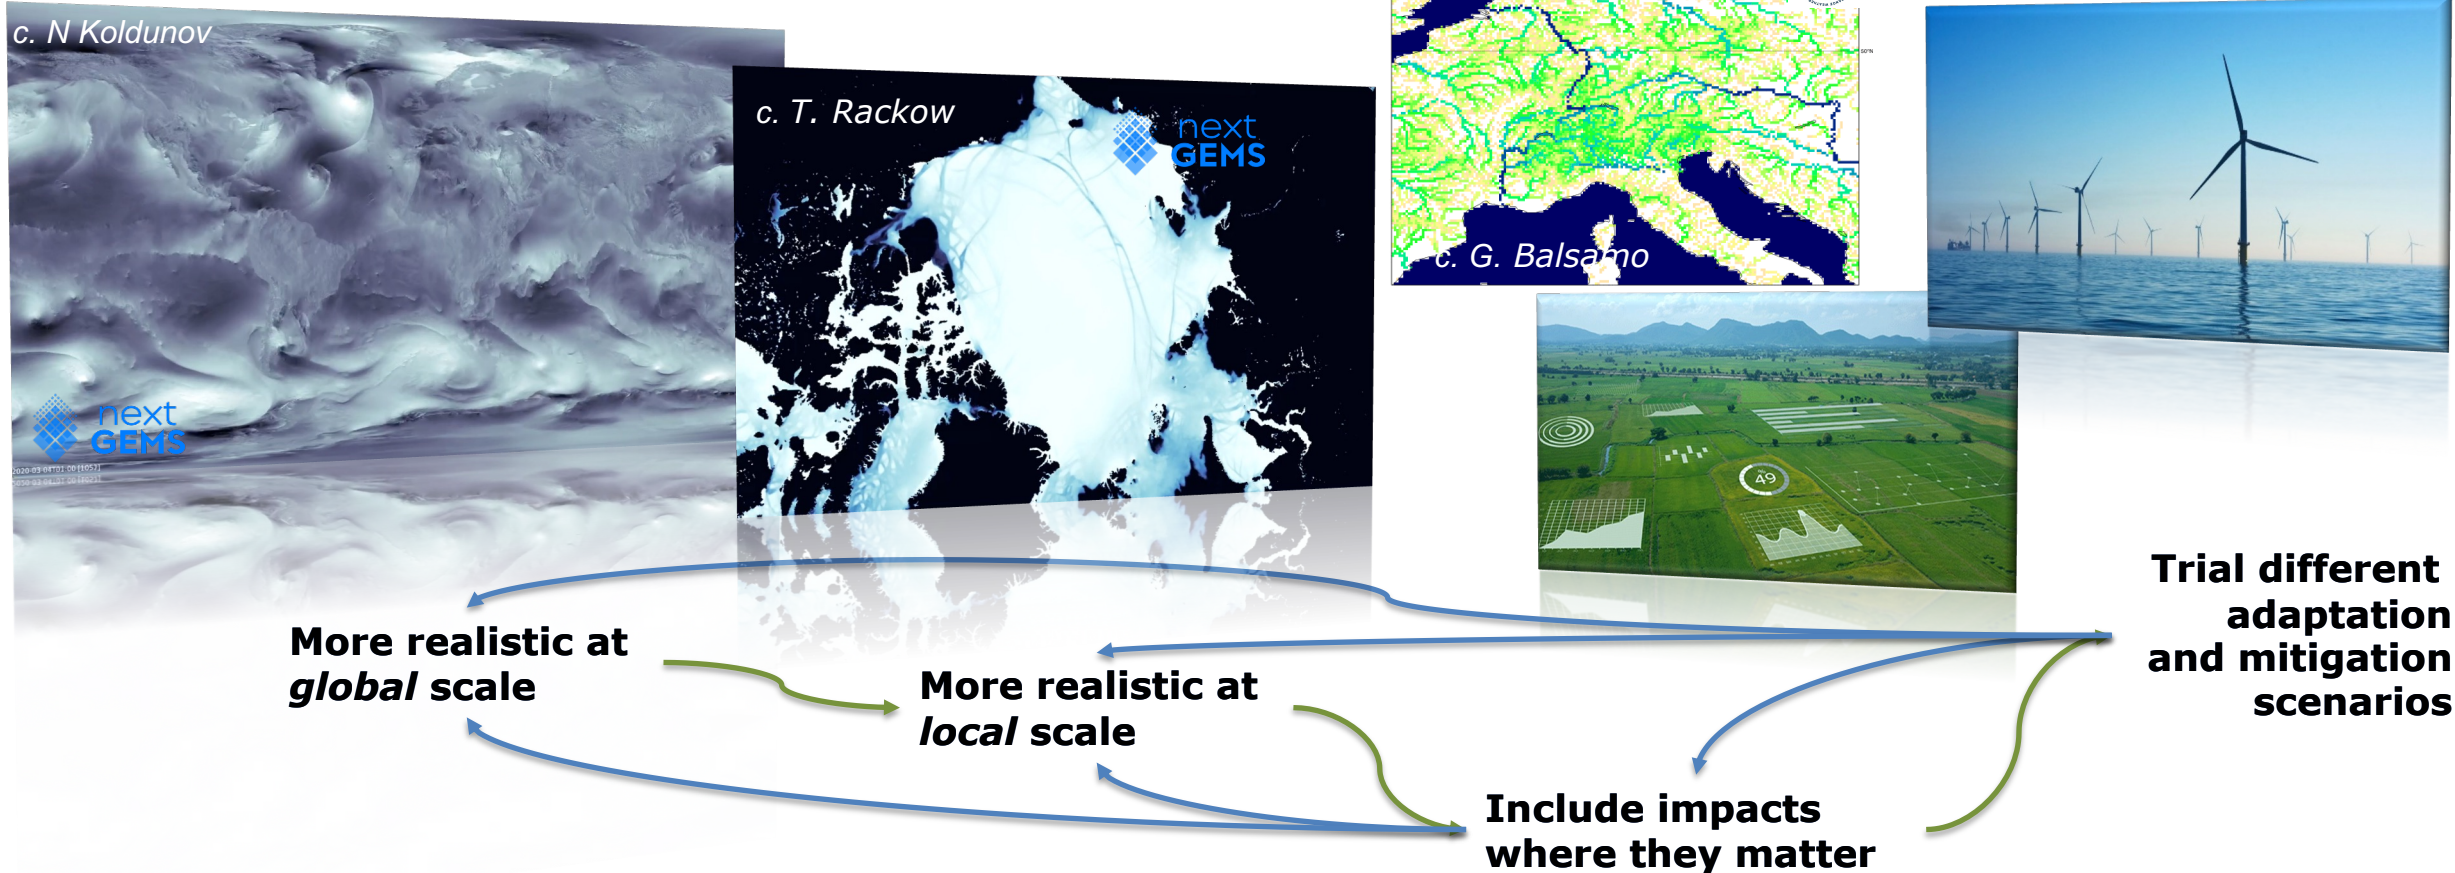 c. N Koldunov
next
GEMS
c. T. Rackow
next
GEMS
50°N
c. G. Balsamo
49
More realistic at
global scale
More realistic at
local scale
Include impacts
where they matter
Trial different
adaptation
and mitigation
scenarios